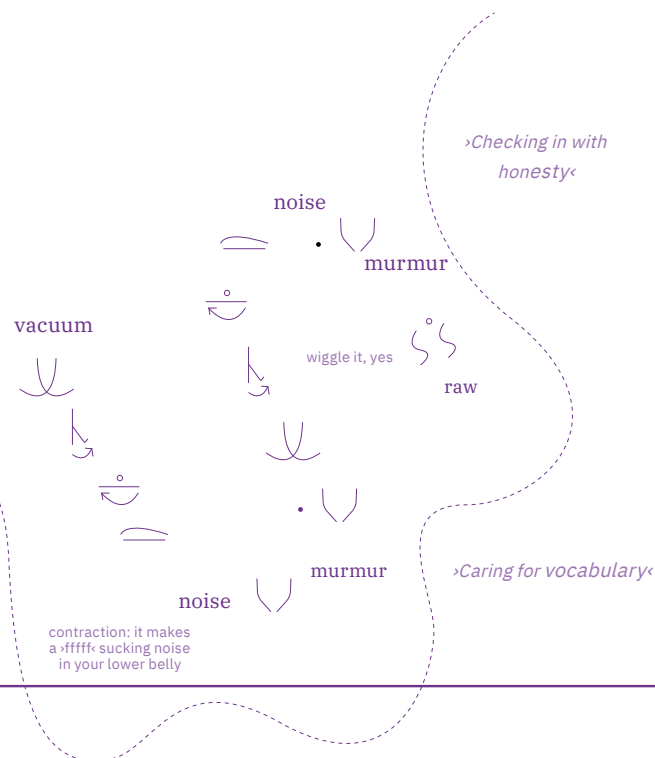 ›Checking in with
honesty‹
noise
murmur
vacuum
wiggle it, yes
raw
murmur
›Caring for vocabulary‹
noise
contraction: it makes
a ›fffff‹ sucking noise
in your lower belly